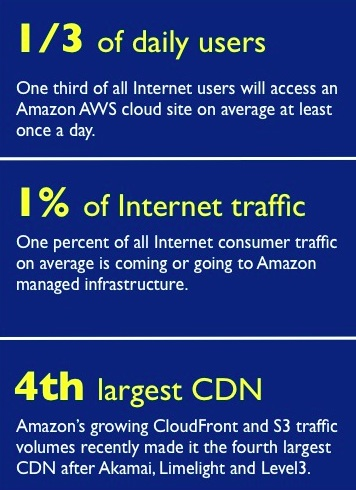 1/3 of daily users
One third of all Internet users will access an
Amazon AWS cloud site on average at least
once a day.
1% of Internet traffic
One percent of all Internet consumer traffic
on average is coming or going to Amazon
managed infrastructure.
4th largest CDN
Amazon's growing CloudFront and S3 traffic
volumes recently made it the fourth largest
CDN after Akamai, Limelight and Level3.